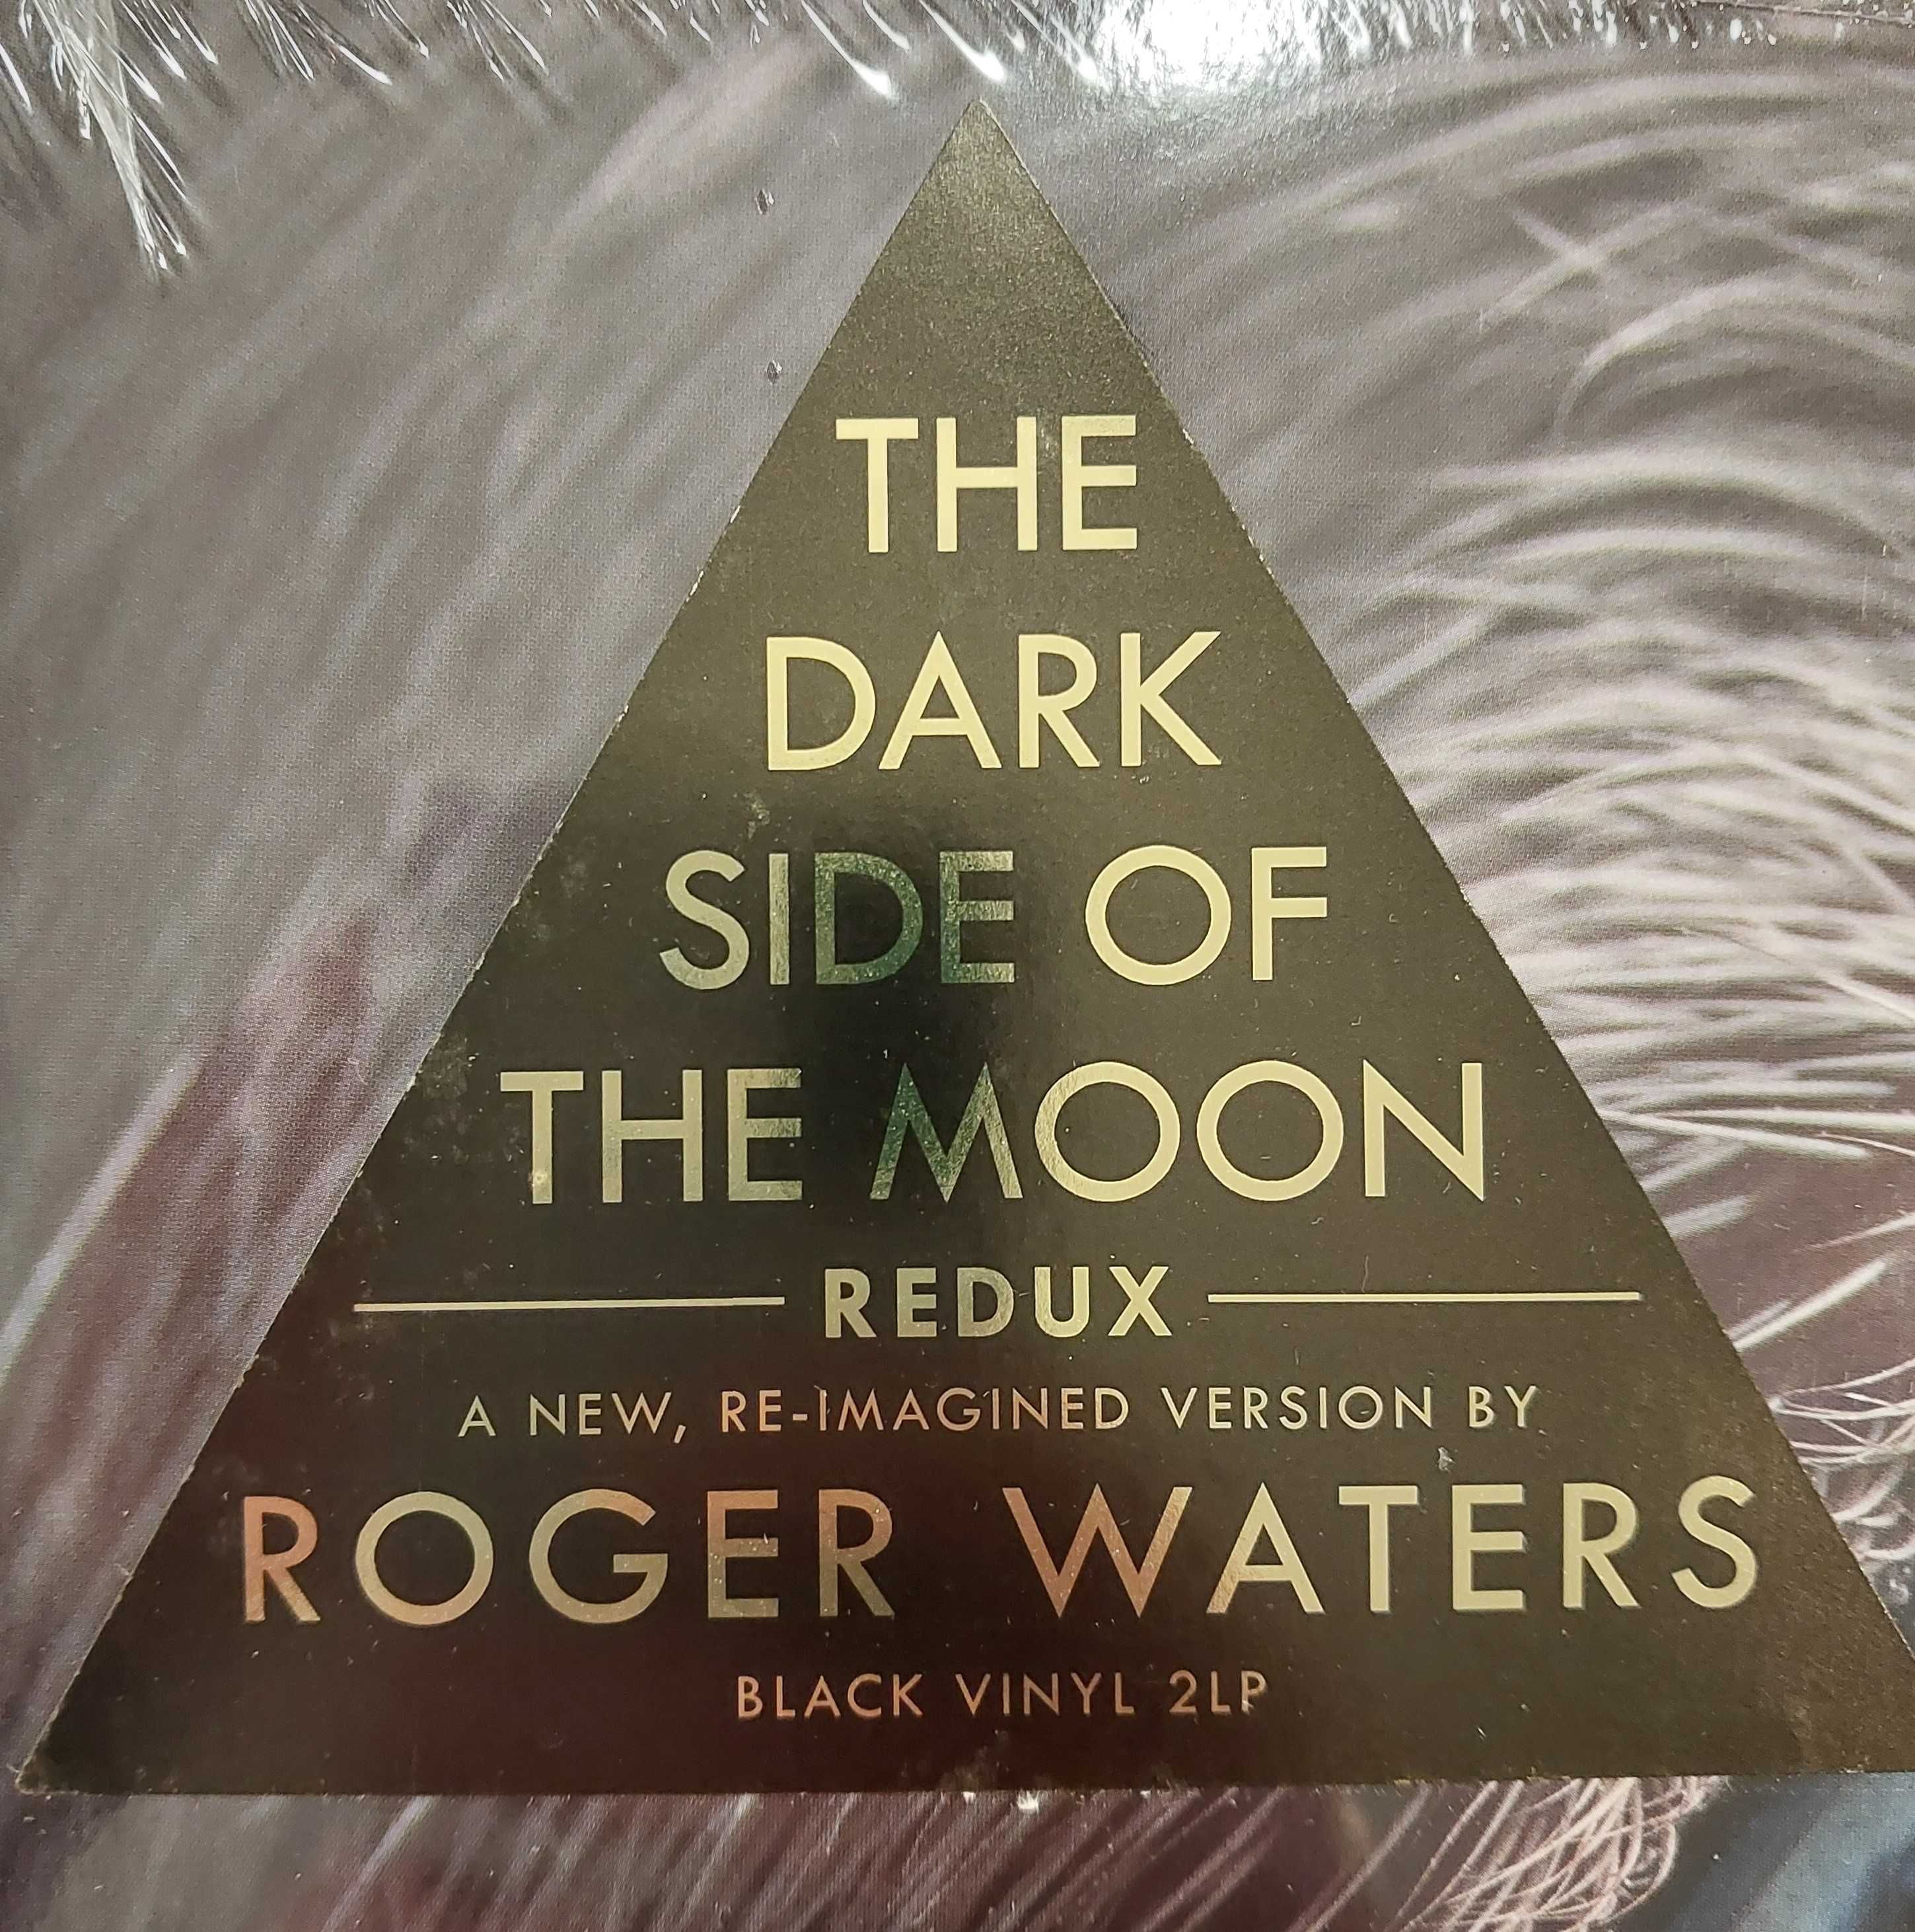 THE
DARK
SIDE OF
THE MOON
REDUX
A NEW, RE-IMAGINED VERSION BY
ROGER WATERS
BLACK VINYL 2LP